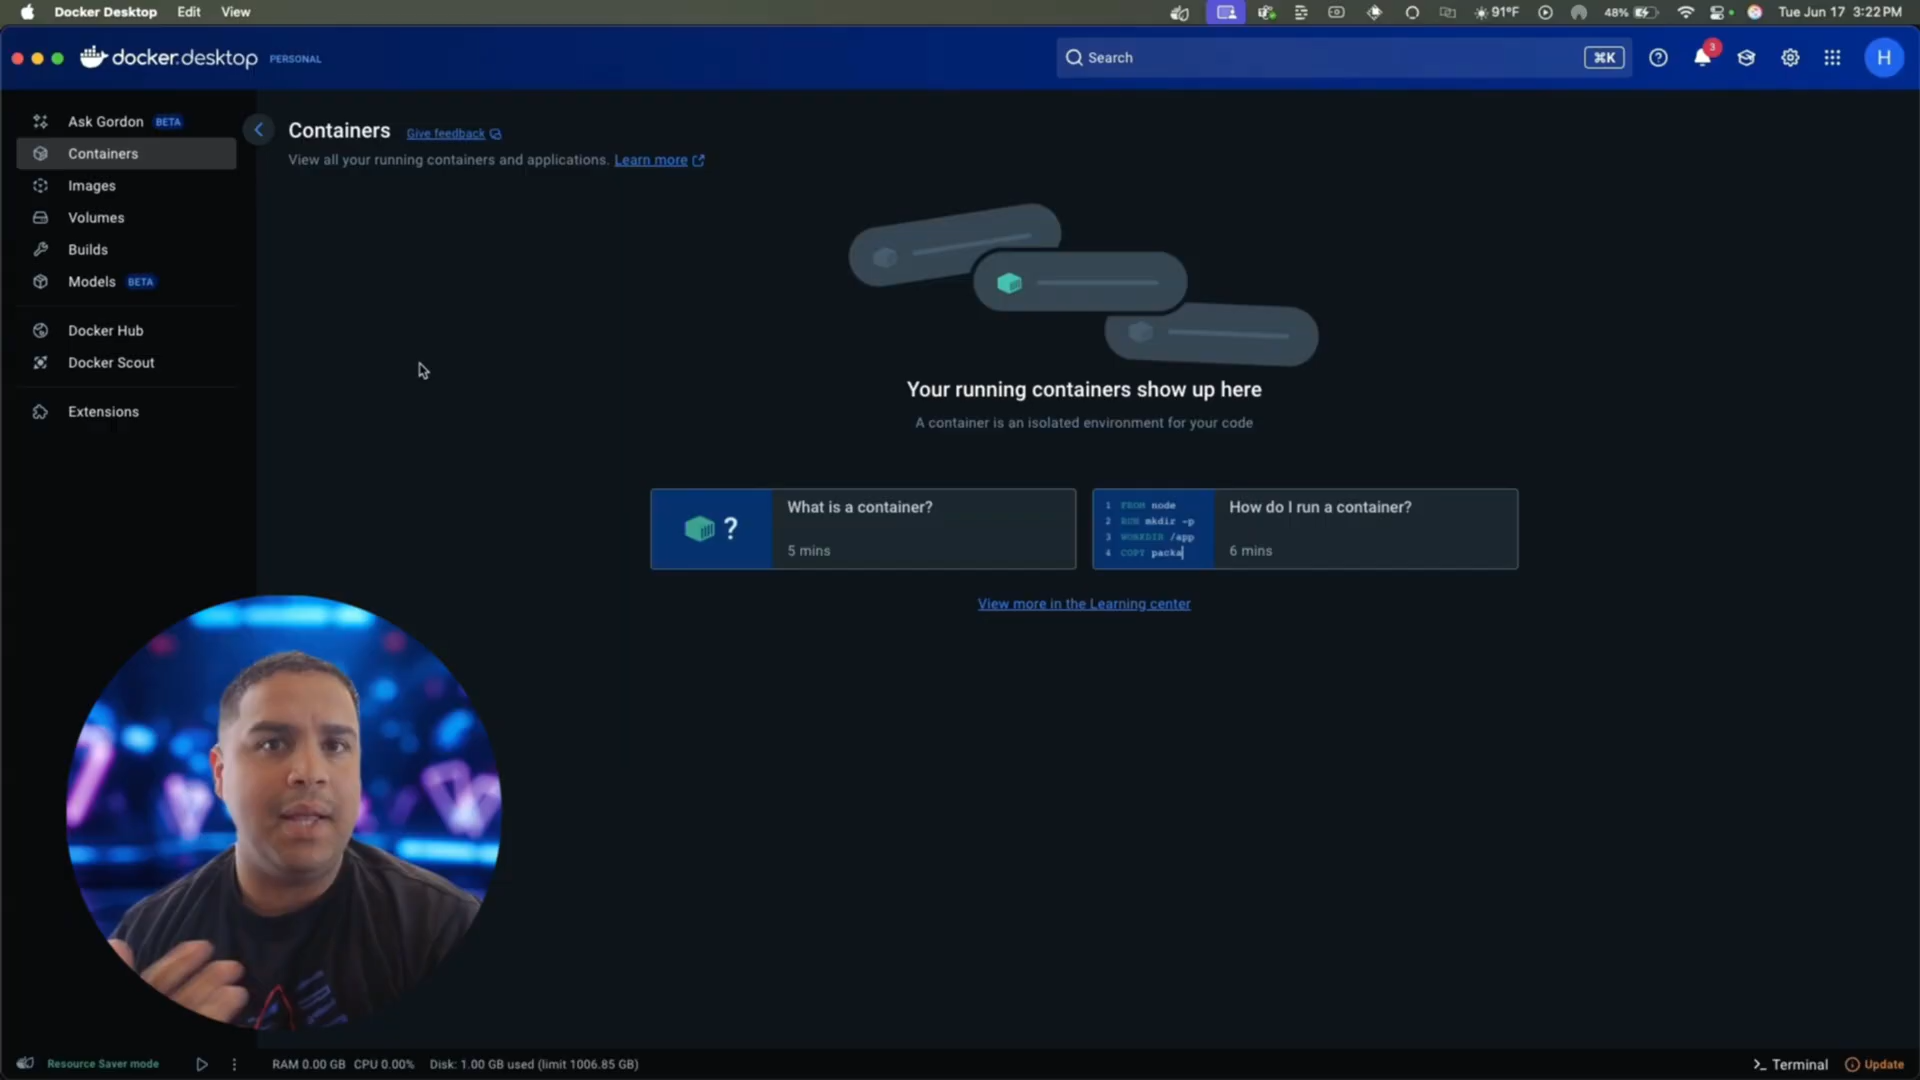 Docker Desktop Edit View
48% 91°F Tue Jun 17 3:22 PM
docker.desktop PERSONAL
Search ⌘K
3
H
Ask Gordon BETA
Containers
Images
Volumes
Builds
Models BETA
Docker Hub
Docker Scout
Extensions
Containers Give feedback
View all your running containers and applications. Learn more
Your running containers show up here
A container is an isolated environment for your code
?
What is a container?
5 mins
1 FROM node
2 RUN mkdir -p
3 WORKDIR /app
4 COPY packa
How do I run a container?
6 mins
View more in the Learning center
Resource Saver mode
RAM 0.00 GB CPU 0.00% Disk: 1.00 GB used (limit 1006.85 GB)
>_ Terminal
Update